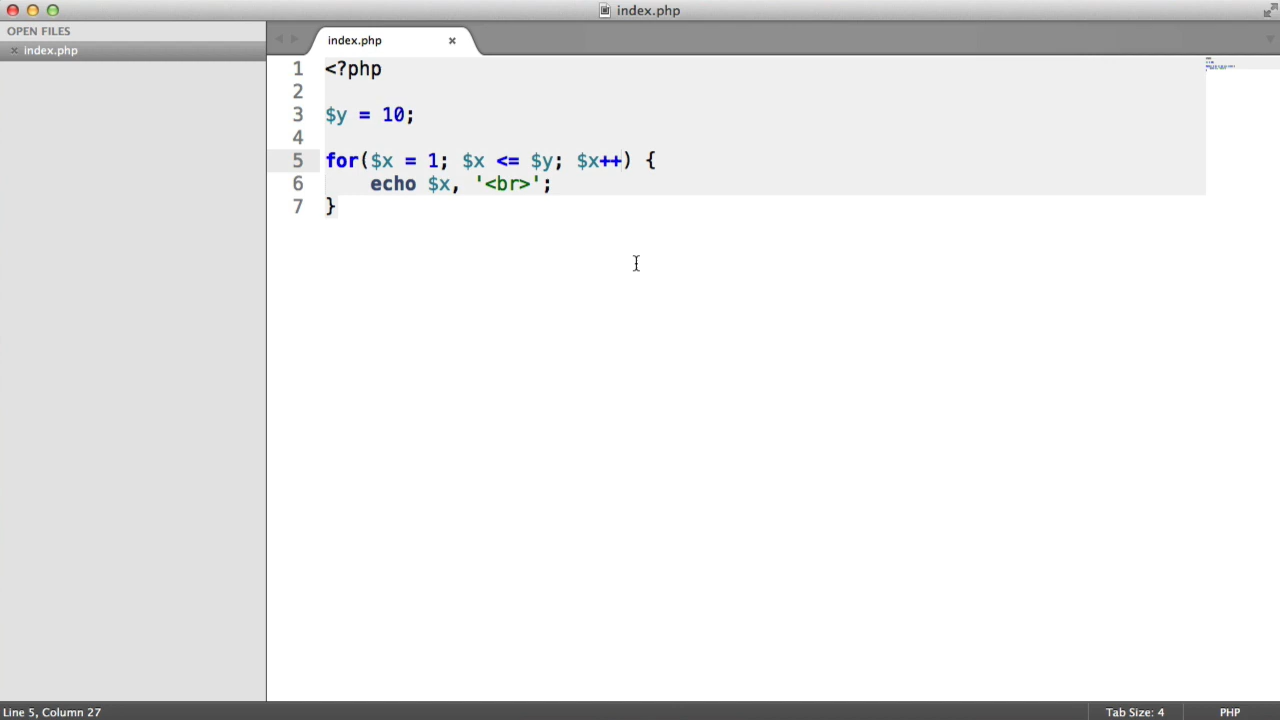 index.php
OPEN FILES
index.php
index.php
1 <?php
2
3 $y = 10;
4
5 for($x = 1; $x <= $y; $x++) {
6     echo $x, '<br>';
7 }
Line 5, Column 27
Tab Size: 4
PHP